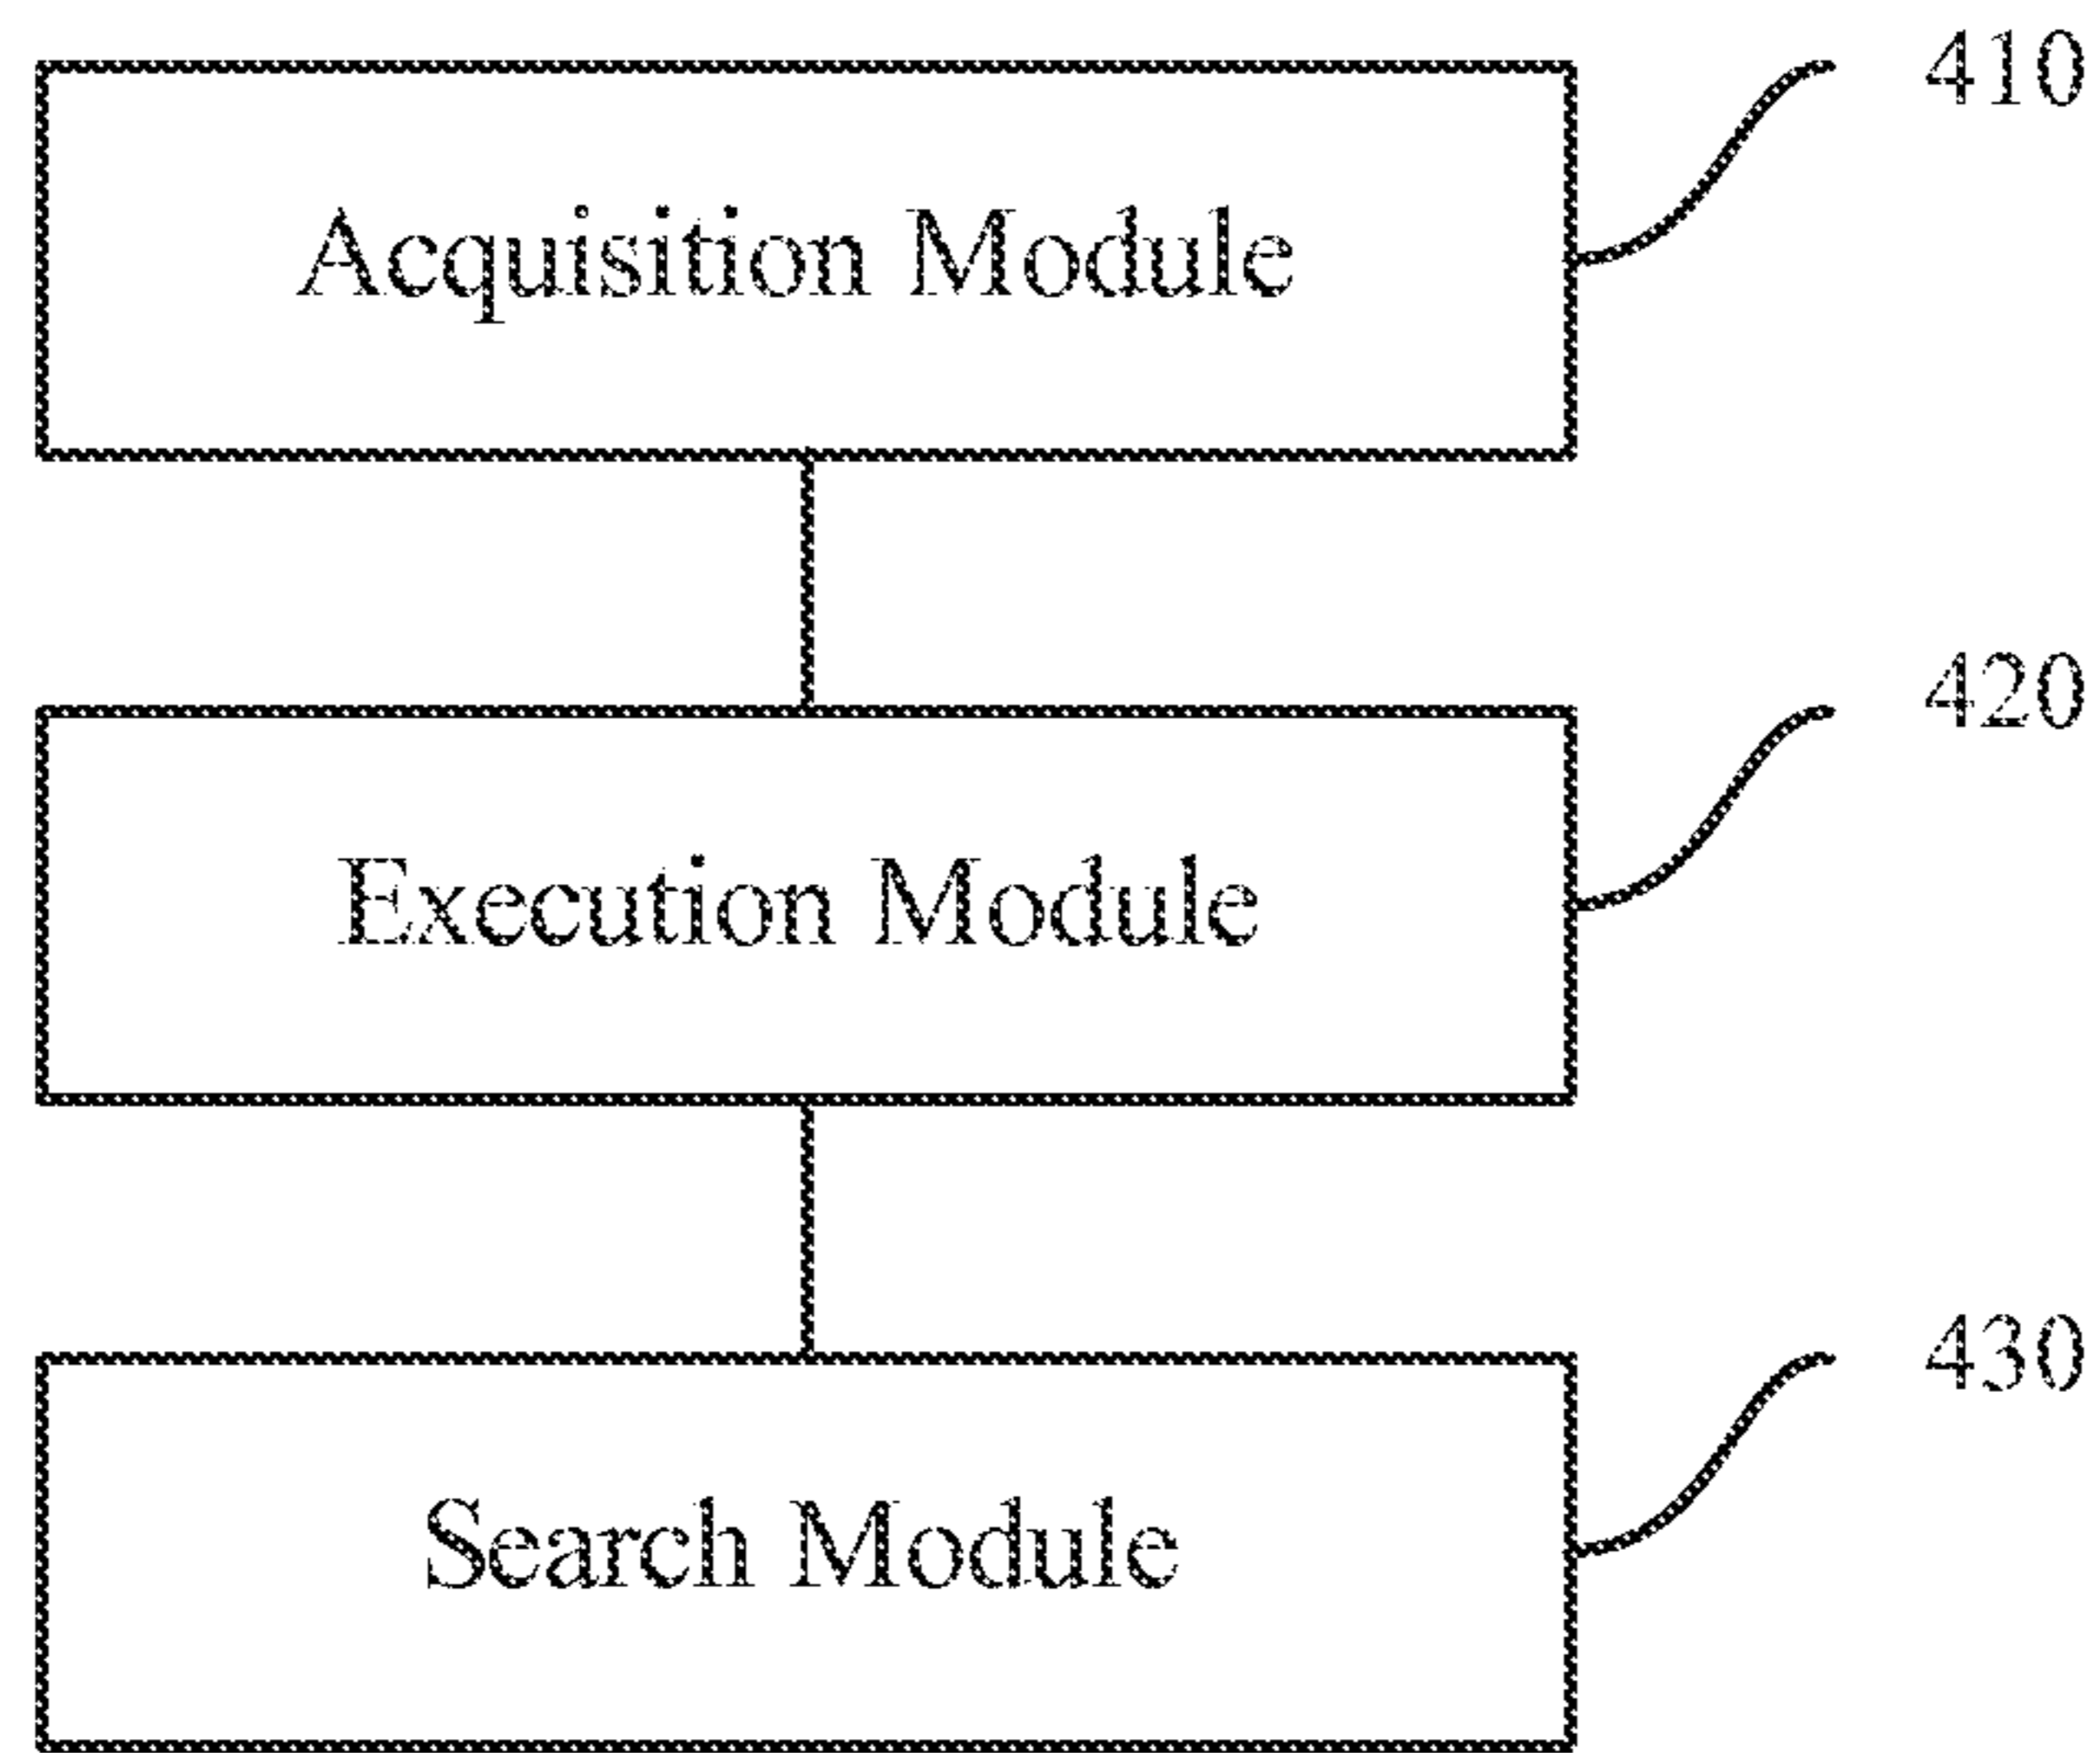 410
Acquisition Module
420
Execution Module
430
Search Module